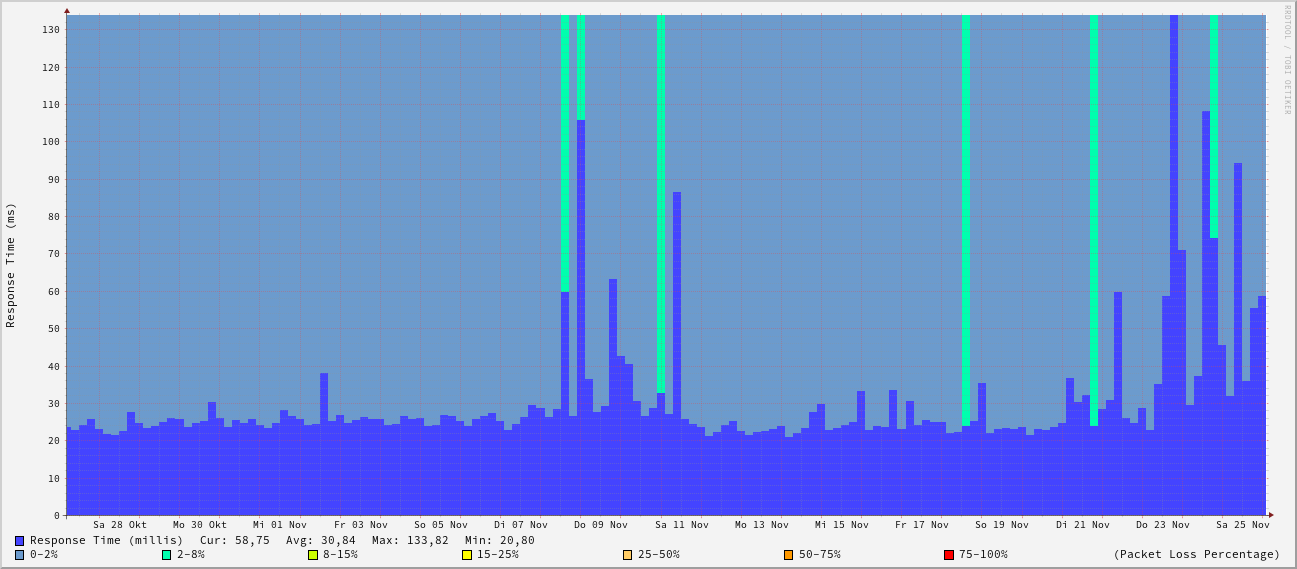 RRDTOOL / TOBI OETIKER
Response Time (ms)
130
120
110
100
90
80
70
60
50
40
30
20
10
0
Sa 28 Okt Mo 30 Okt Mi 01 Nov Fr 03 Nov So 05 Nov Di 07 Nov Do 09 Nov Sa 11 Nov Mo 13 Nov Mi 15 Nov Fr 17 Nov So 19 Nov Di 21 Nov Do 23 Nov Sa 25 Nov
Response Time (millis) Cur: 58,75 Avg: 30,84 Max: 133,82 Min: 20,80
0-2% 2-8% 8-15% 15-25% 25-50% 50-75% 75-100% (Packet Loss Percentage)